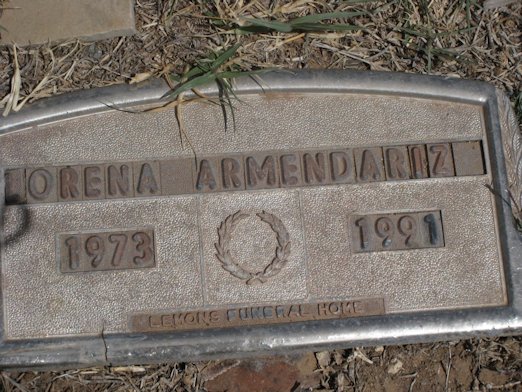 ORENA ARMENDARIZ
1973
1991
LEMONS FUNERAL HOME